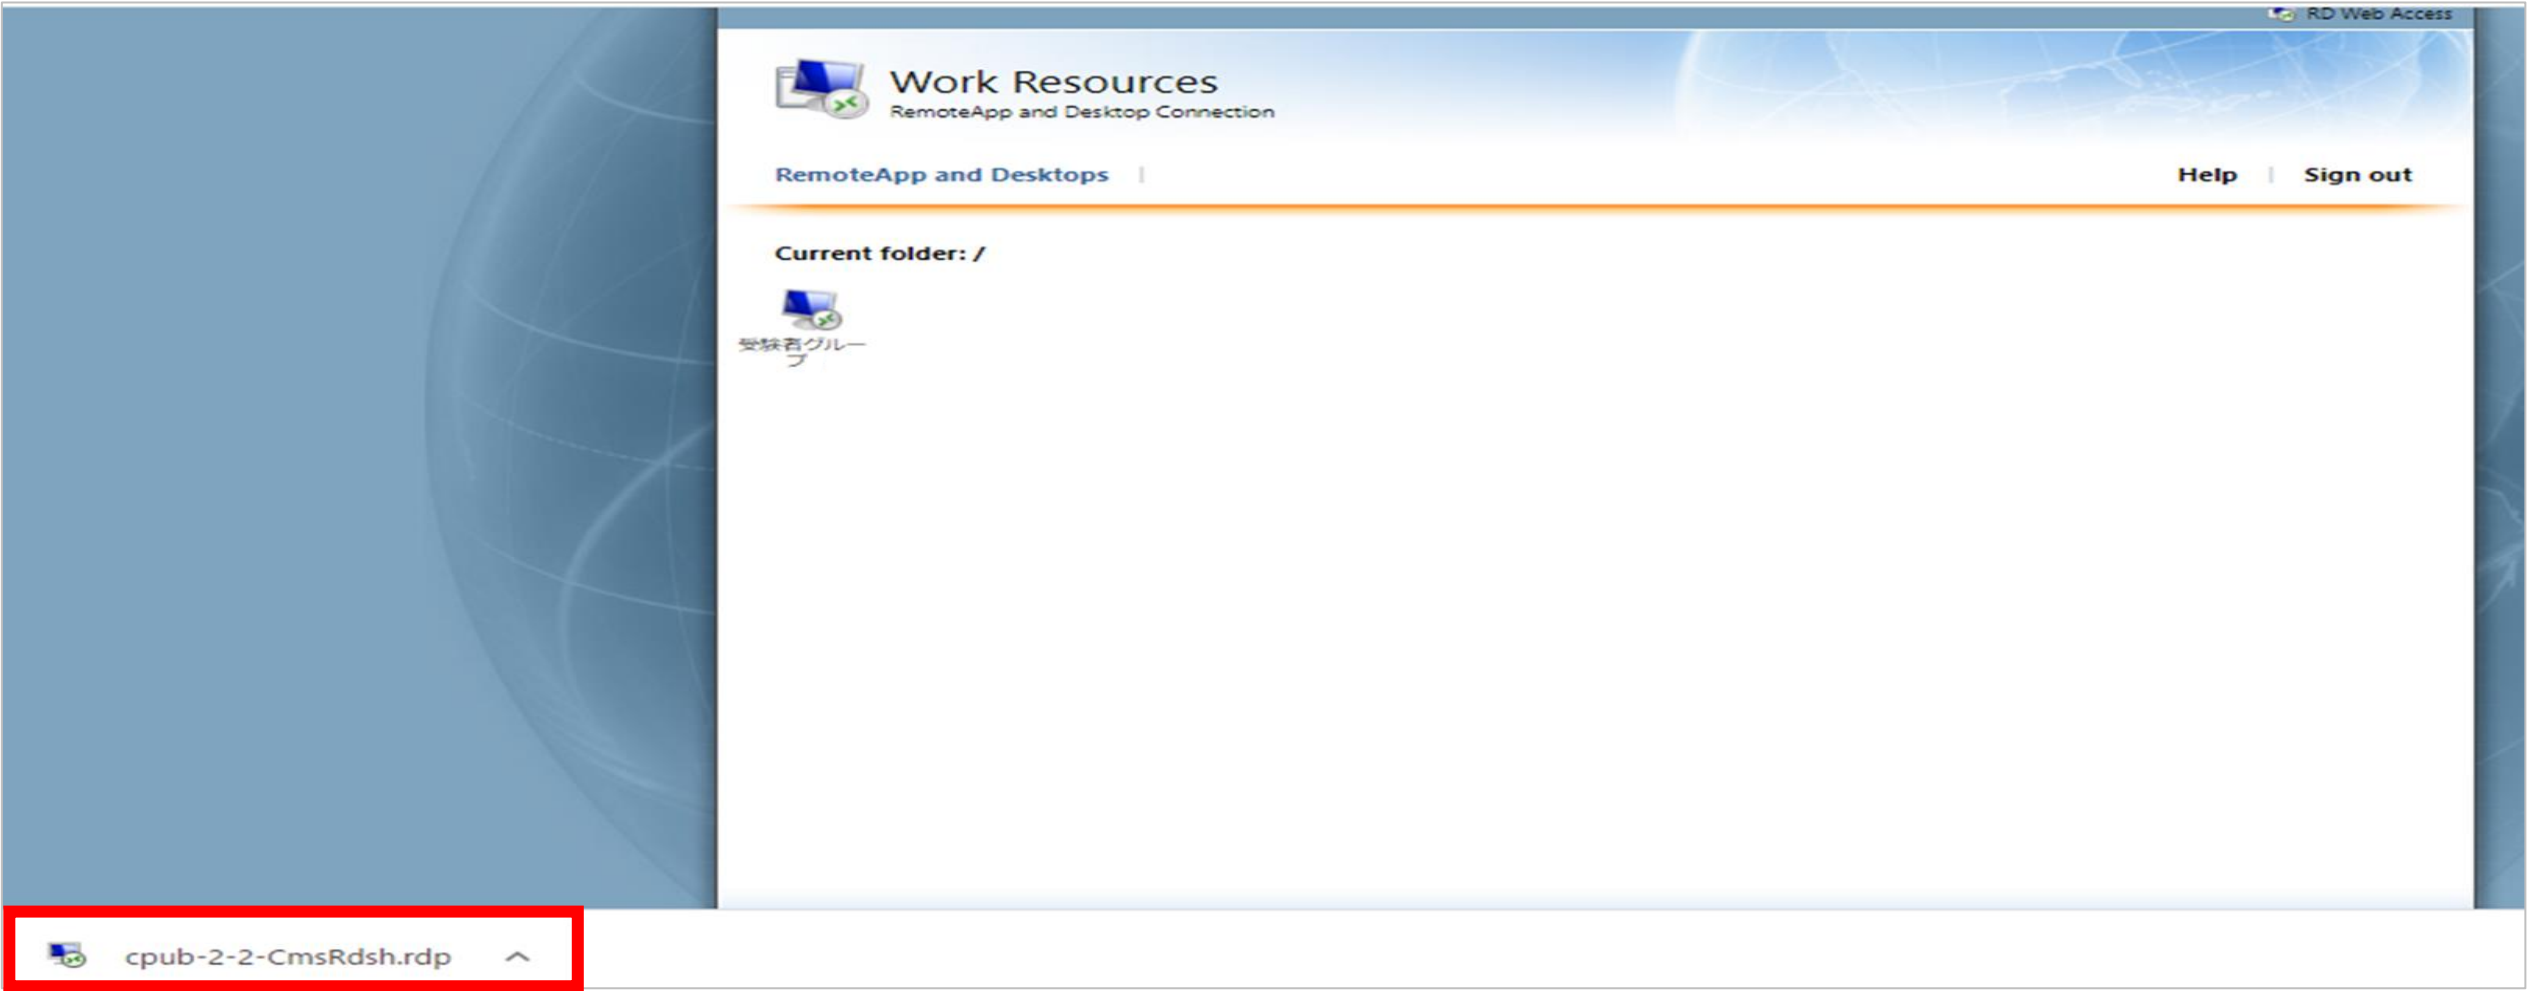 RD Web Access
Work Resources
RemoteApp and Desktop Connection
RemoteApp and Desktops
Help
Sign out
Current folder: /
受験者グルー
プ
cpub-2-2-CmsRdsh.rdp